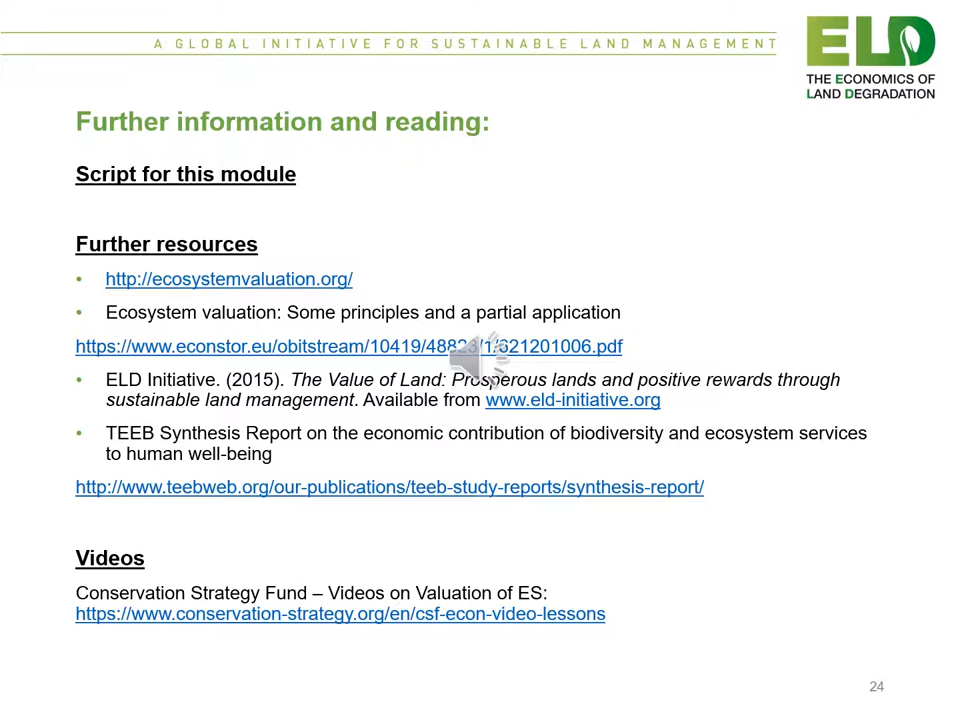 A GLOBAL INITIATIVE FOR SUSTAINABLE LAND MANAGEMENT
ELD
THE ECONOMICS OF
LAND DEGRADATION
Further information and reading:
Script for this module
Further resources
• http://ecosystemvaluation.org/
• Ecosystem valuation: Some principles and a partial application
https://www.econstor.eu/obitstream/10419/48823/1/621201006.pdf
• ELD Initiative. (2015). The Value of Land: Prosperous lands and positive rewards through
sustainable land management. Available from www.eld-initiative.org
• TEEB Synthesis Report on the economic contribution of biodiversity and ecosystem services
to human well-being
http://www.teebweb.org/our-publications/teeb-study-reports/synthesis-report/
Videos
Conservation Strategy Fund – Videos on Valuation of ES:
https://www.conservation-strategy.org/en/csf-econ-video-lessons
24